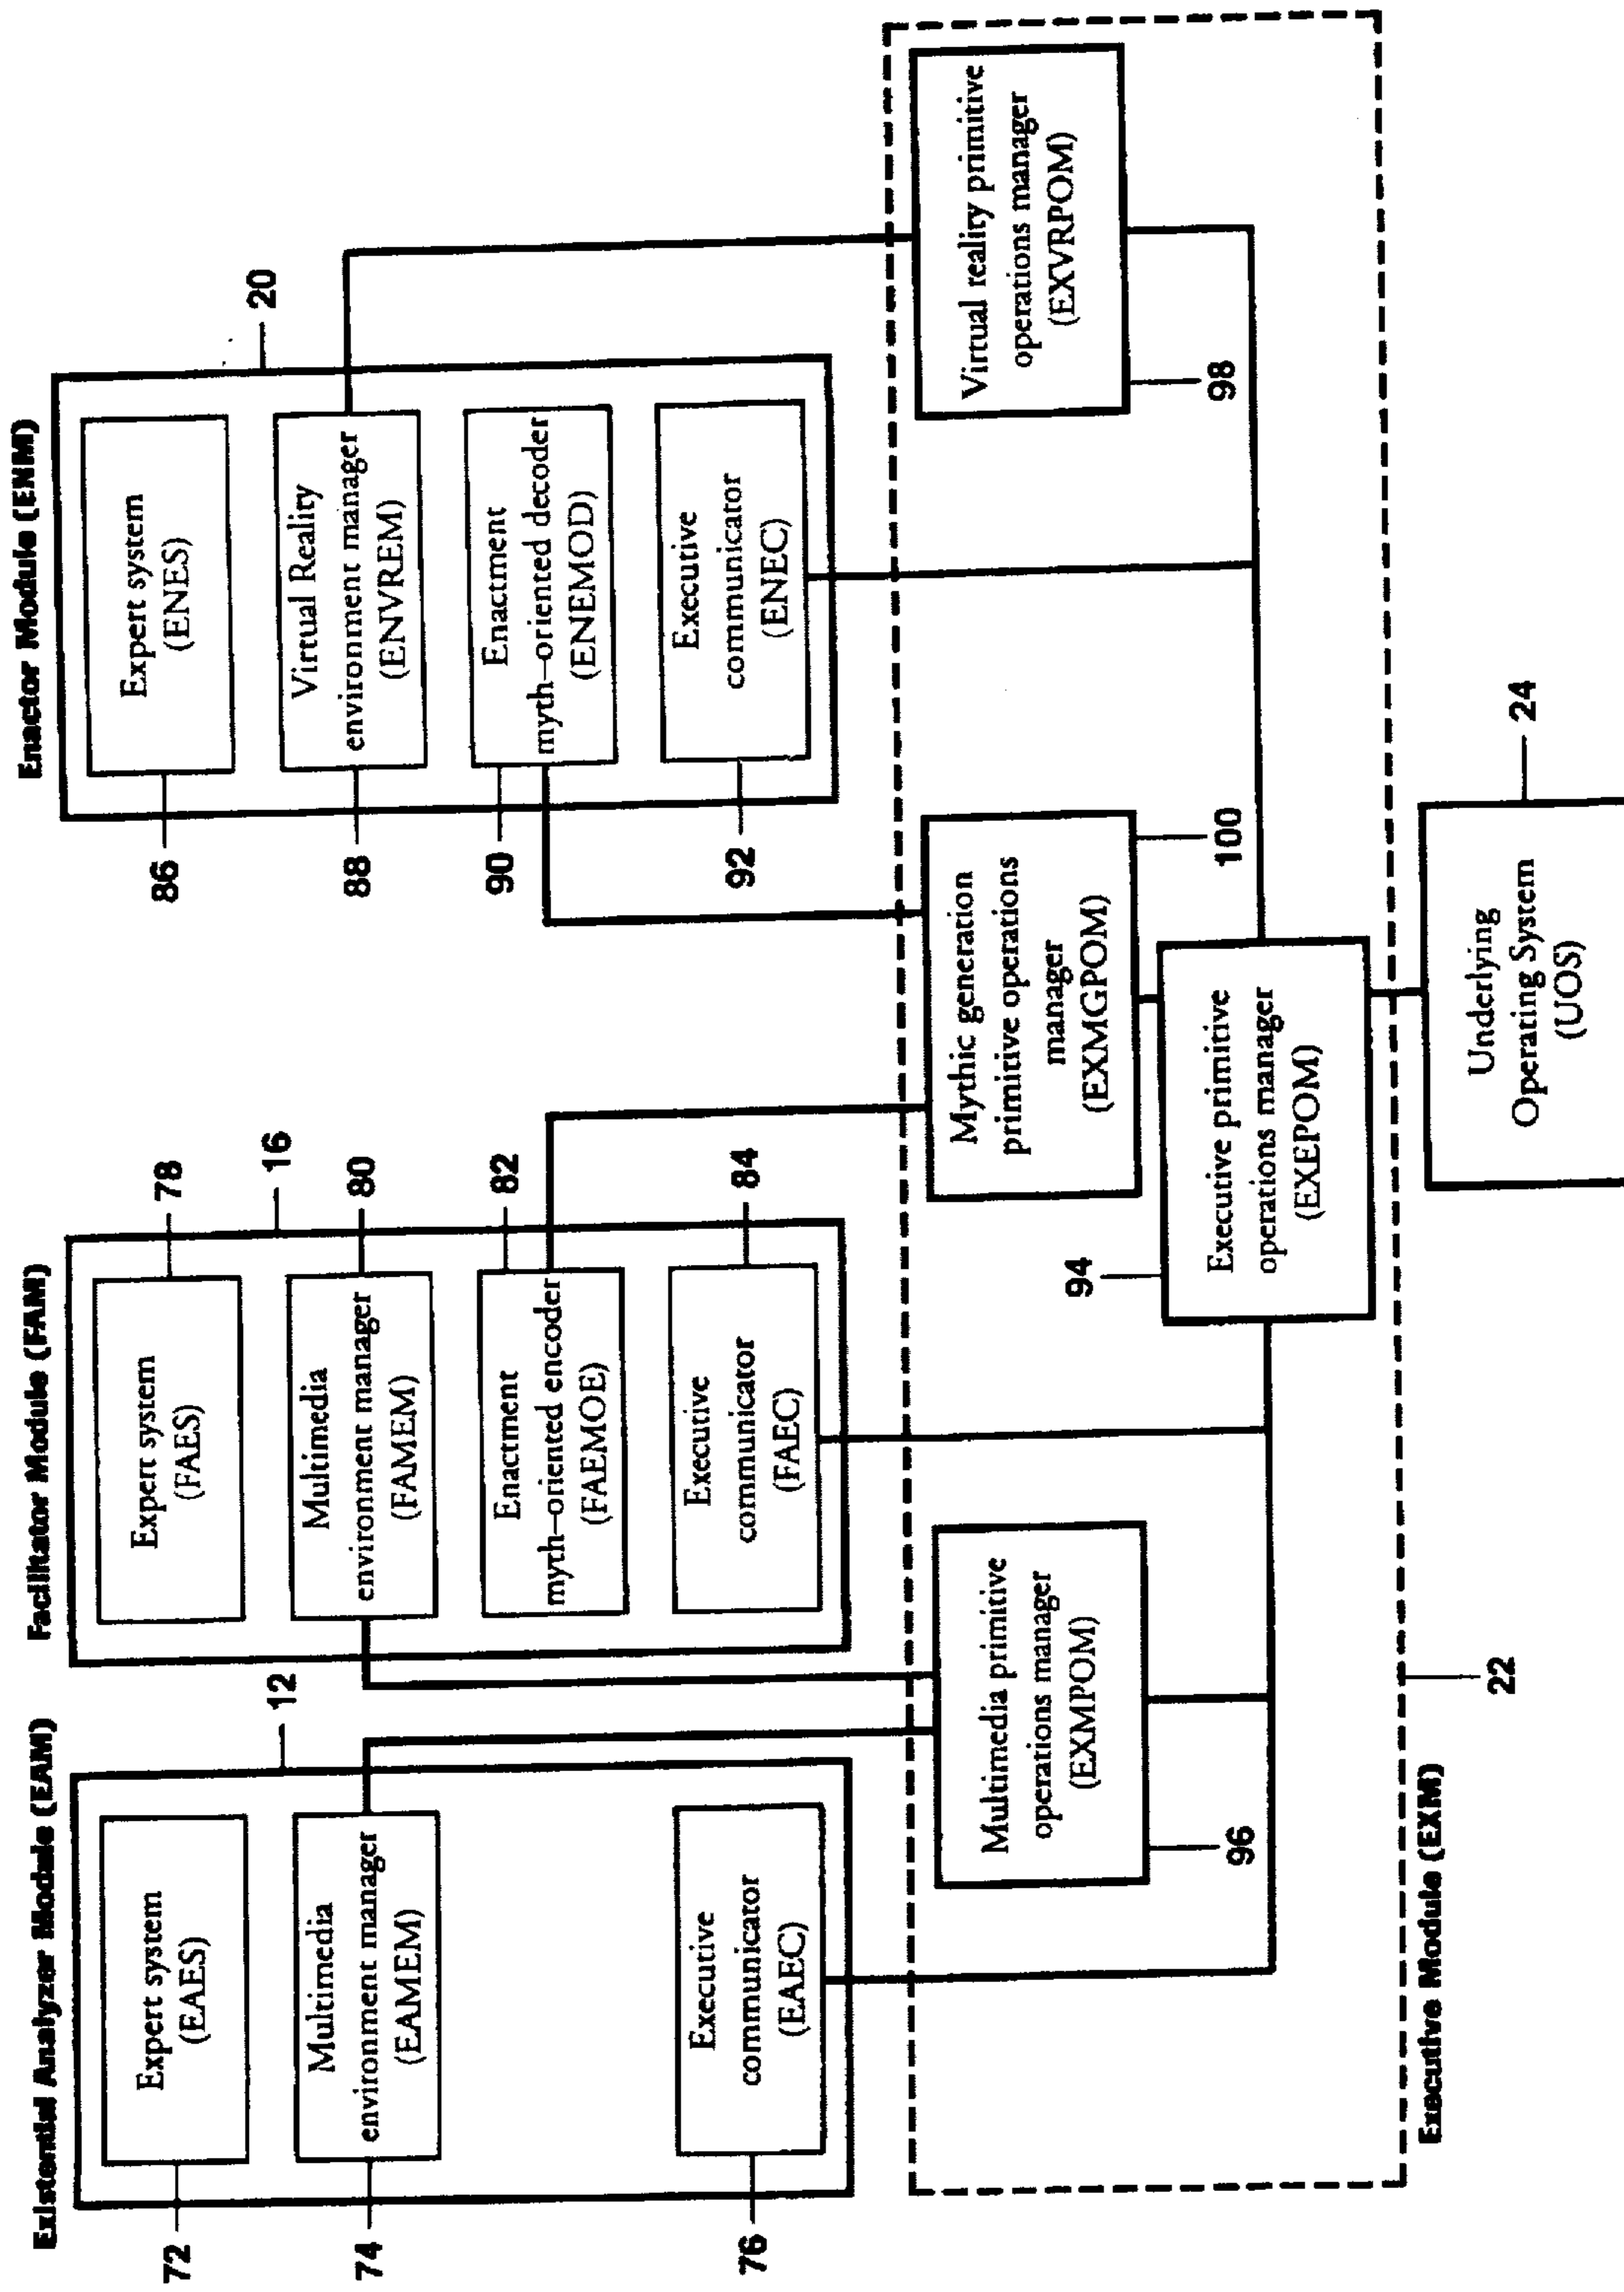 Existential Analyzer Module (EAM)
12
Expert system
(EAES)
72
Multimedia
environment manager
(EAMEM)
74
Executive
communicator
(EAEC)
76
Facilitator Module (FAM)
16
Expert system
(FAES)
78
Multimedia
environment manager
(FAMEM)
80
Enactment
myth-oriented encoder
(FAEMOE)
82
Executive
communicator
(FAEC)
84
Enactor Module (ENM)
20
Expert system
(ENES)
86
Virtual Reality
environment manager
(ENVREM)
88
Enactment
myth-oriented decoder
(ENEMOD)
90
Executive
communicator
(ENEC)
92
Multimedia primitive
operations manager
(EXMPOM)
96
Mythic generation
primitive operations
manager
(EXMGPOM)
100
Virtual reality primitive
operations manager
(EXVRPOM)
98
94
Executive primitive
operations manager
(EXEPOM)
Executive Module (EXM)
22
Underlying
Operating System
(UOS)
24